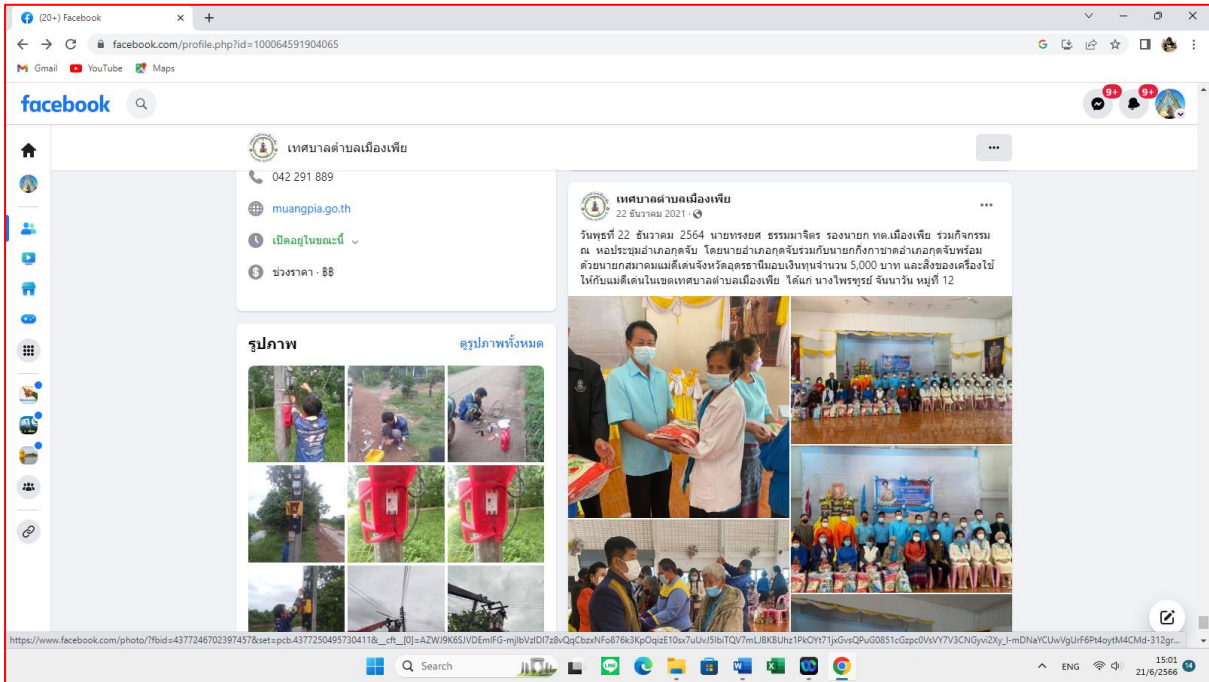 (20+) Facebook
facebook.com/profile.php?id=100064591904065
Gmail YouTube Maps
facebook
9+ 9+
เทศบาลตำบลเมืองเพีย
042 291 889
muangpia.go.th
เปิดอยู่ในขณะนี้
ช่วงราคา · ฿฿
รูปภาพ
ดูรูปภาพทั้งหมด
เทศบาลตำบลเมืองเพีย
22 ธันวาคม 2021
วันพุธที่ 22 ธันวาคม 2564 นายทรงยศ ธรรมมาจิตร รองนายก ทต.เมืองเพีย ร่วมกิจกรรม
ณ หอประชุมอำเภอกุดจับ โดยนายอำเภอกุดจับร่วมกับนายกกิ่งกาชาดอำเภอกุดจับพร้อม
ด้วยนายกสมาคมแม่ดีเด่นจังหวัดอุดรธานีมอบเงินทุนจำนวน 5,000 บาท และสิ่งของเครื่องใช้
ให้กับแม่ดีเด่นในเขตเทศบาลตำบลเมืองเพีย ได้แก่ นางไพรฑูรย์ จันนาวัน หมู่ที่ 12
Search
ENG
15:01
21/6/2566